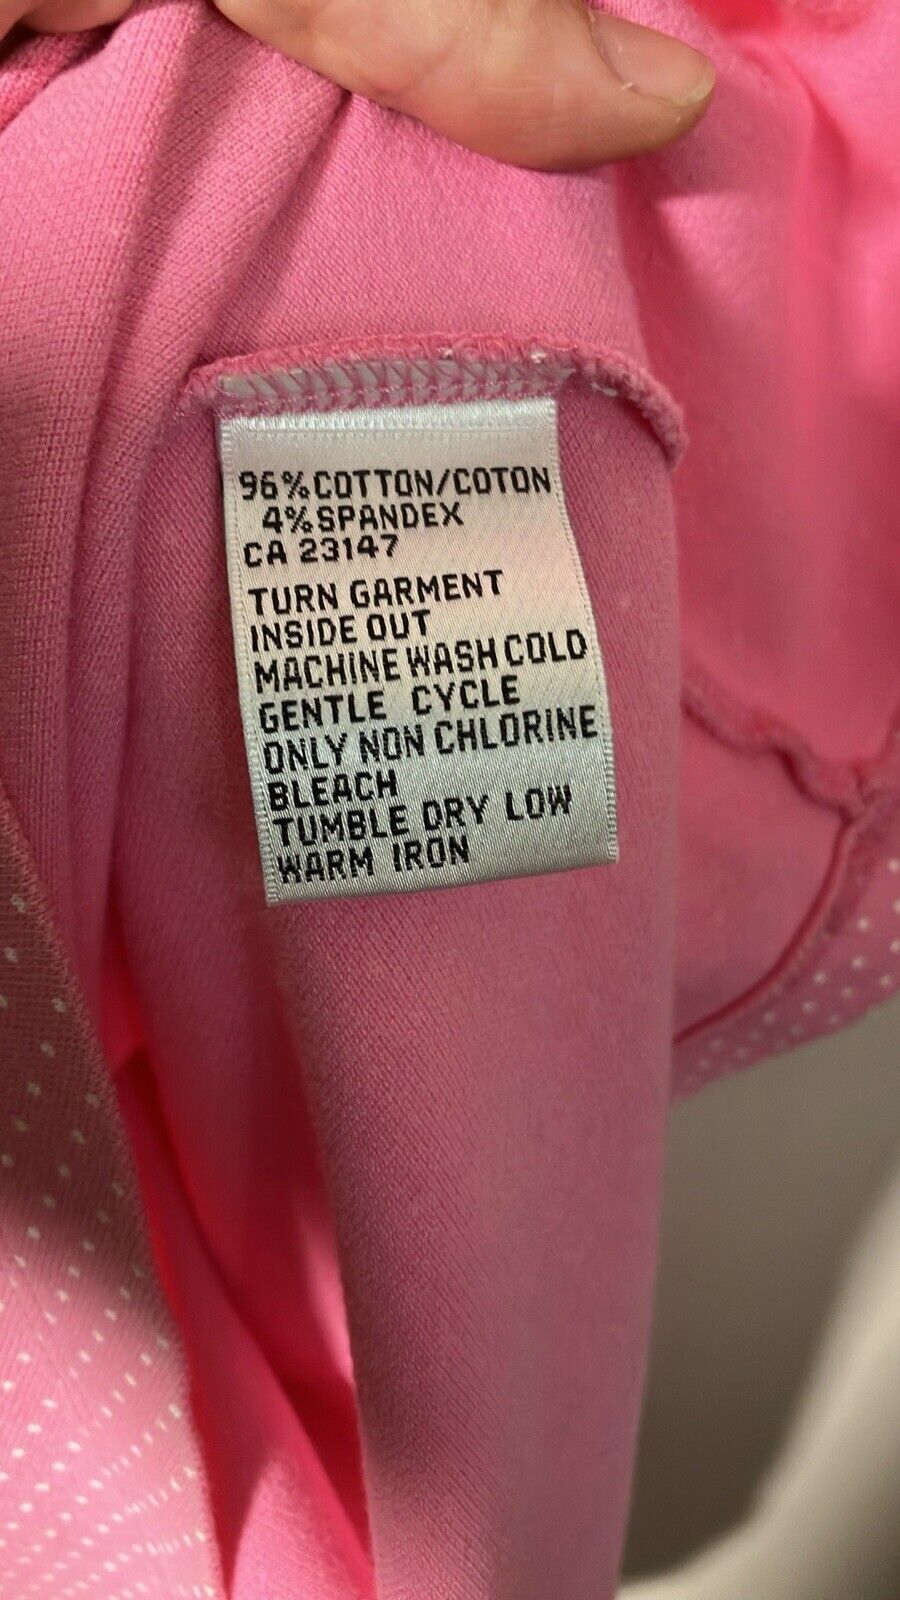 96% COTTON/COTON
4% SPANDEX
CA 23147
TURN GARMENT
INSIDE OUT
MACHINE WASH COLD
GENTLE CYCLE
ONLY NON CHLORINE
BLEACH
TUMBLE DRY LOW
WARM IRON